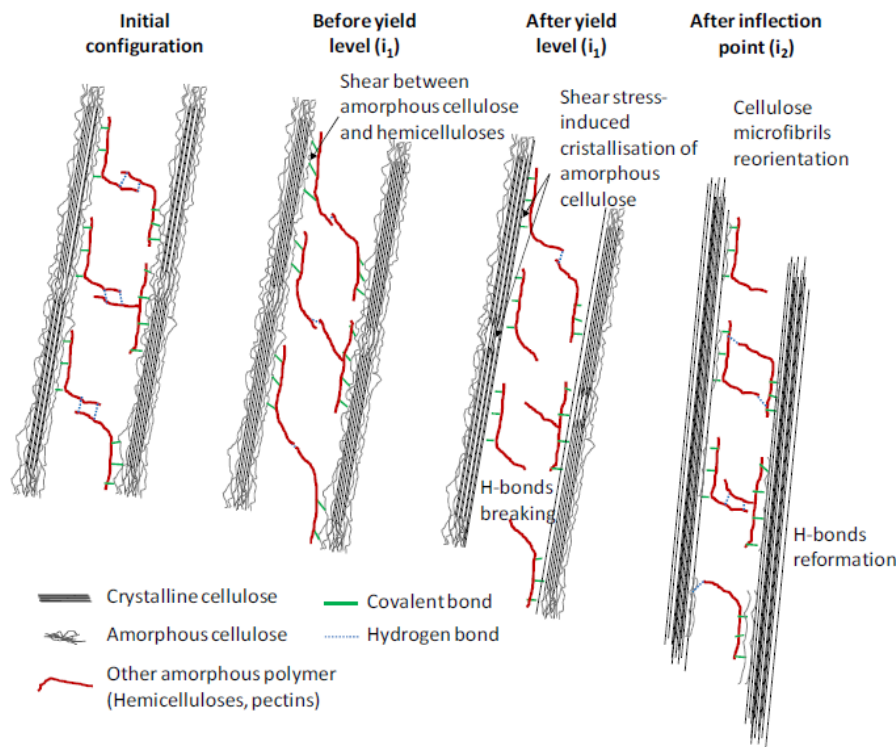 Initial
configuration
Before yield
level (i₁)
After yield
level (i₁)
After inflection
point (i₂)
Shear between
amorphous cellulose
and hemicelluloses
Shear stress-
induced
cristallisation of
amorphous
cellulose
Cellulose
microfibrils
reorientation
H-bonds
breaking
H-bonds
reformation
Crystalline cellulose
Amorphous cellulose
Other amorphous polymer
(Hemicelluloses, pectins)
Covalent bond
Hydrogen bond